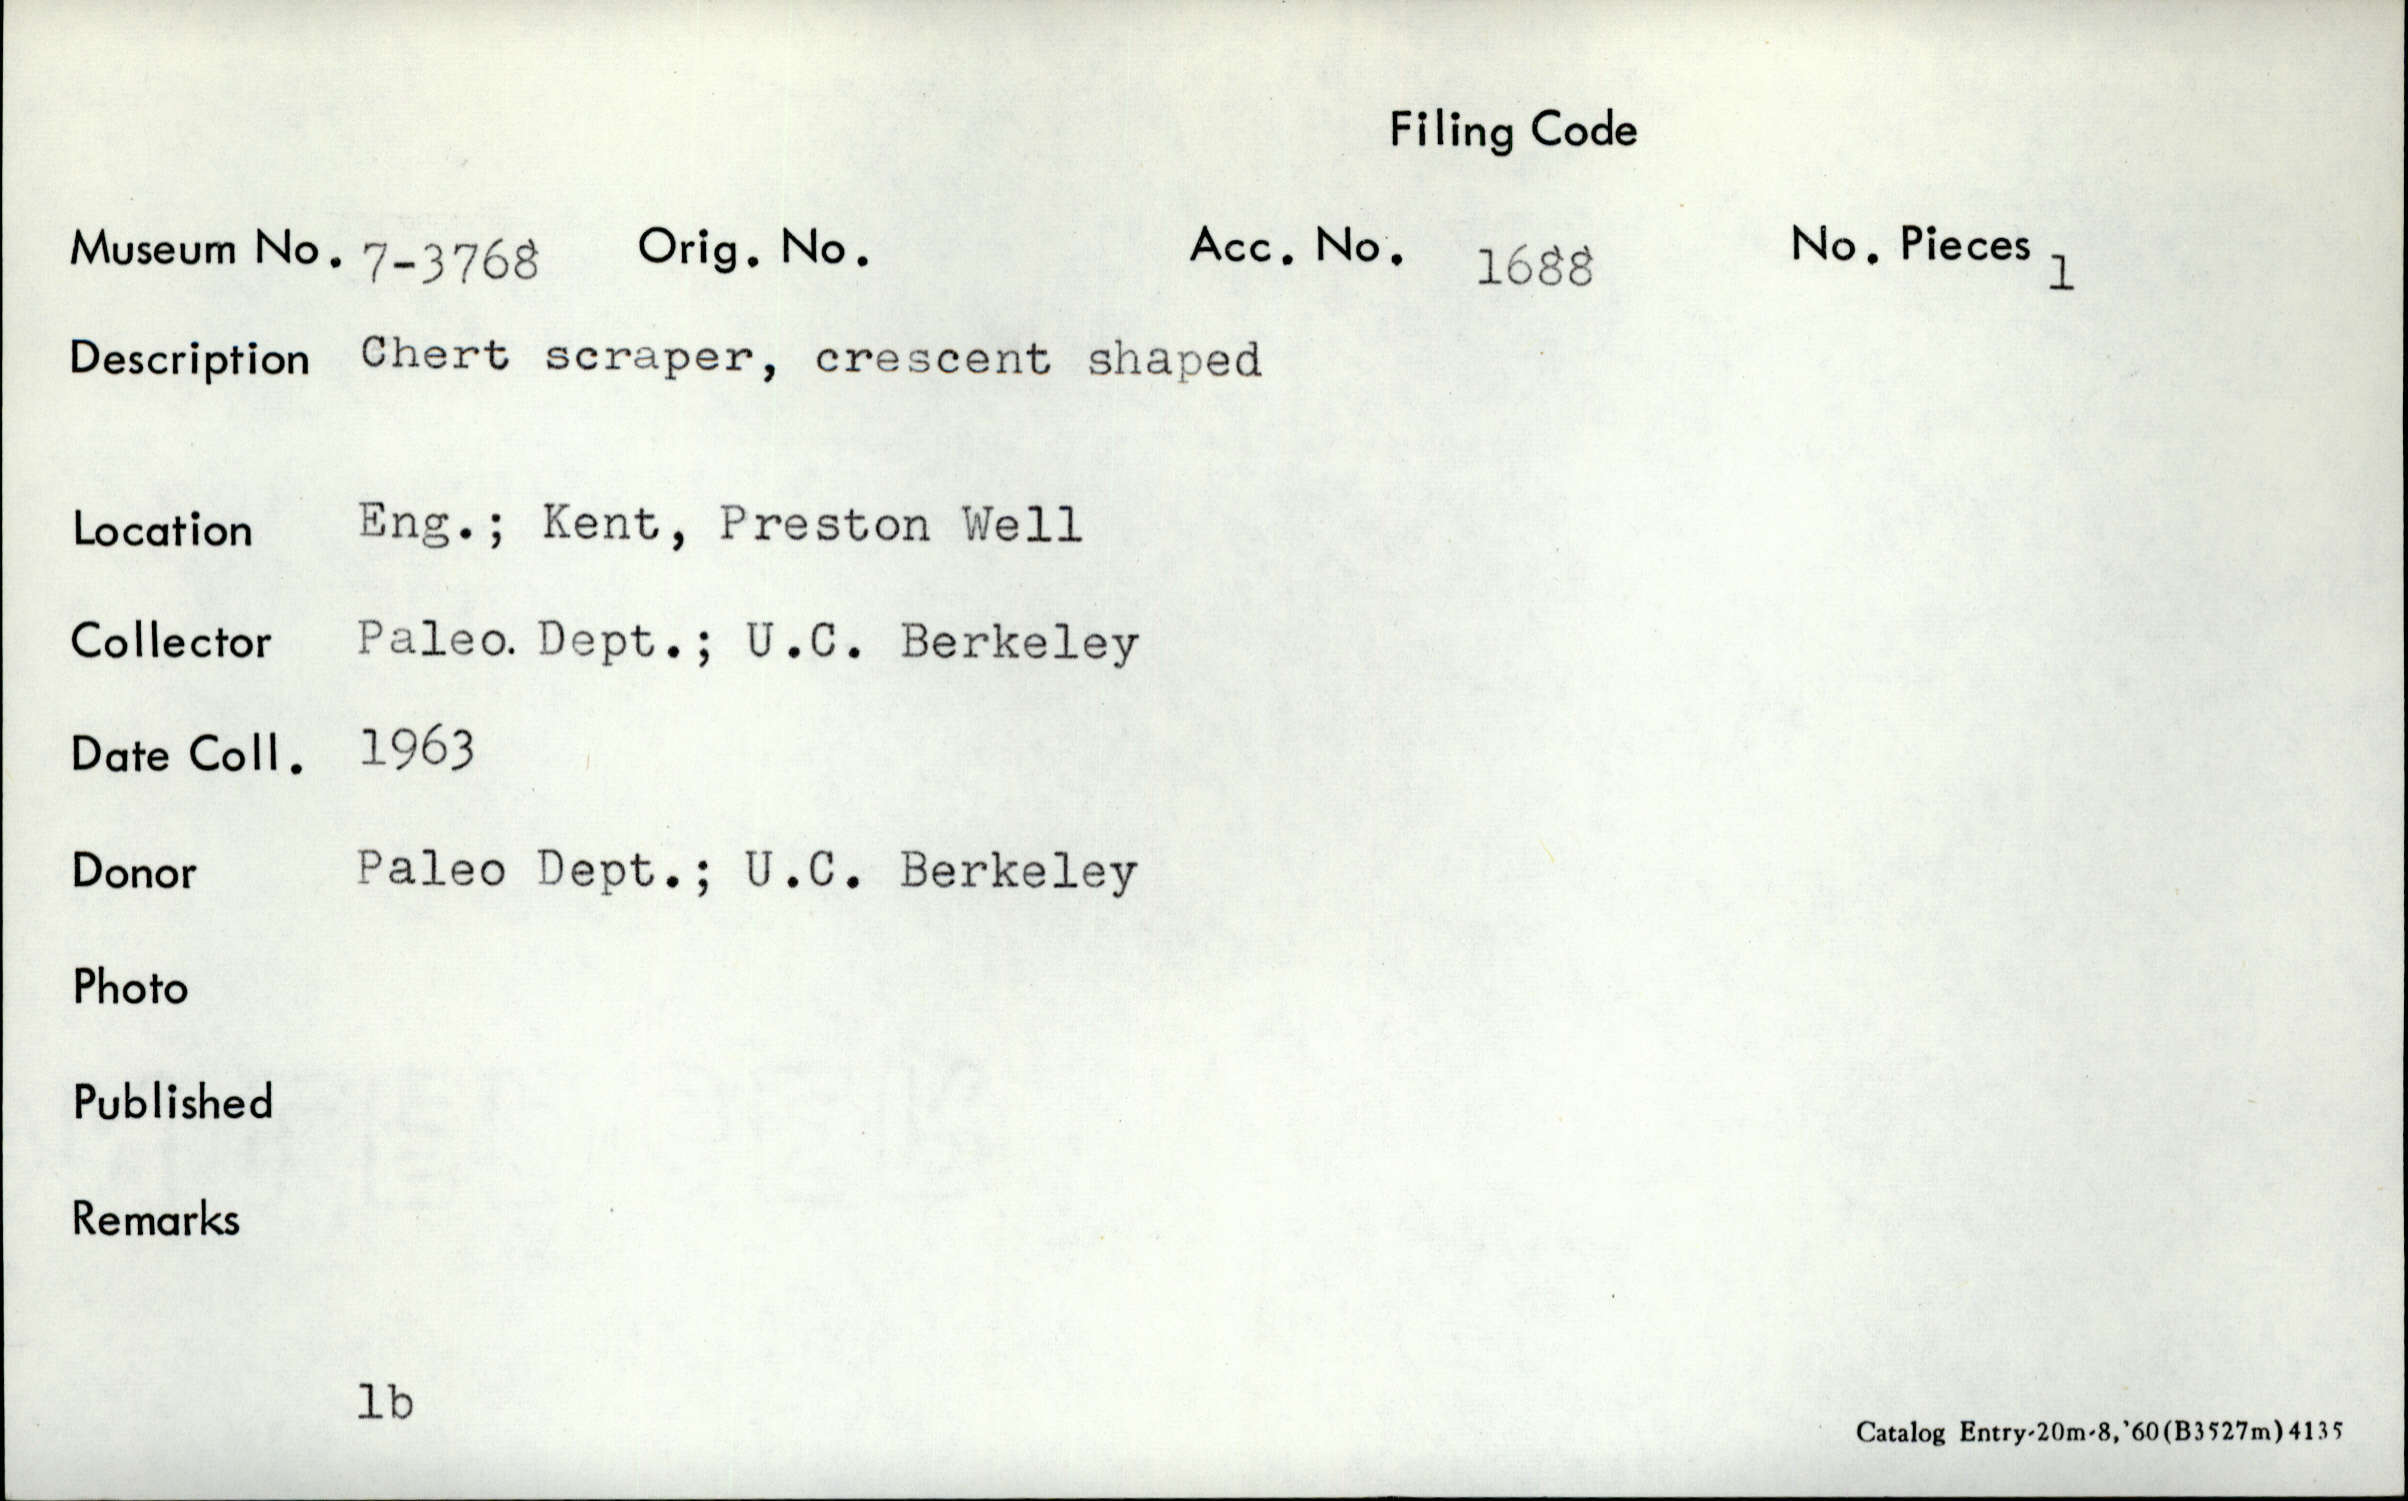 Filing Code
Museum No. 7-3768 Orig. No. Acc. No. 1688 No. Pieces 1
Description Chert scraper, crescent shaped
Location Eng.; Kent, Preston Well
Collector Paleo. Dept.; U.C. Berkeley
Date Coll. 1963
Donor Paleo Dept.; U.C. Berkeley
Photo
Published
Remarks
lb
Catalog Entry-20m-8,'60(B3527m)4135